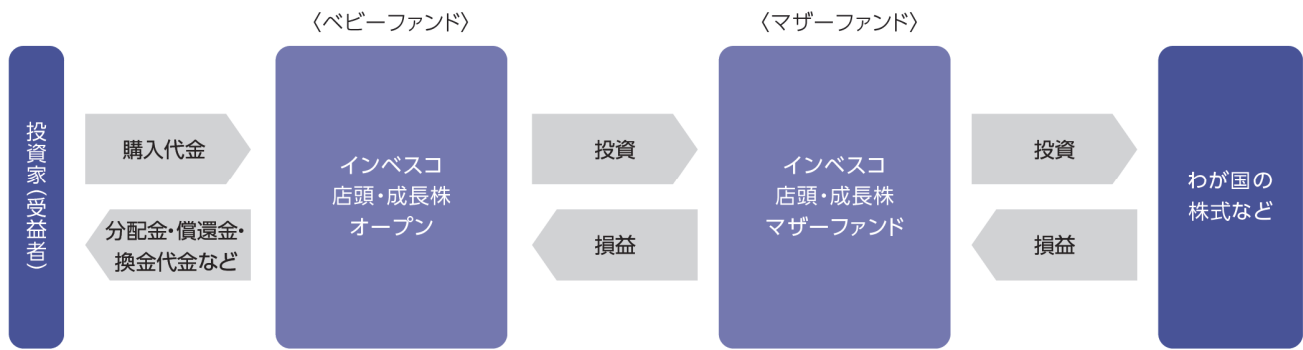 〈ベビーファンド〉
〈マザーファンド〉
投資家(受益者)
購入代金
分配金・償還金・
換金代金など
インベスコ
店頭・成長株
オープン
投資
損益
インベスコ
店頭・成長株
マザーファンド
投資
損益
わが国の
株式など